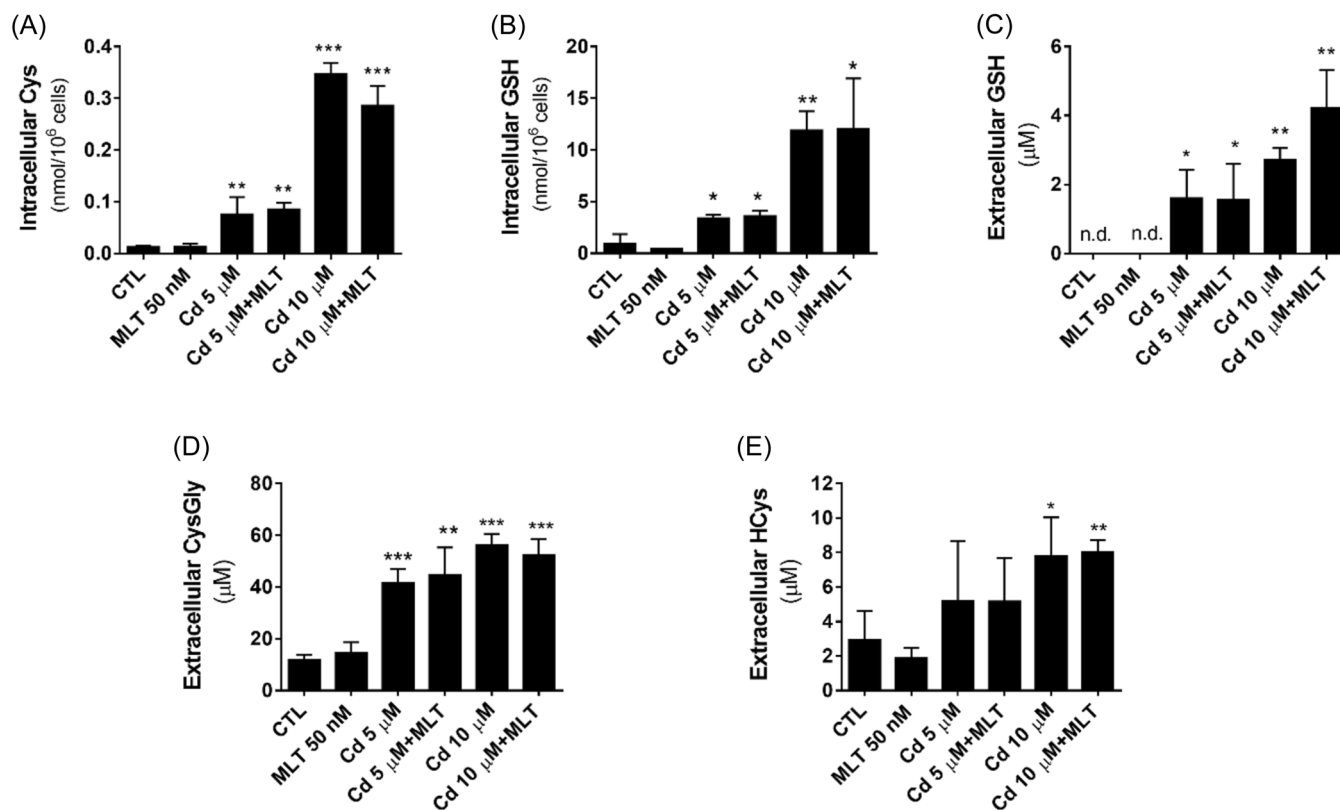 (A)
Intracellular Cys
(nmol/10⁶ cells)
0.4
0.3
0.2
0.1
0.0
**
**
***
***
CTL
MLT 50 nM
Cd 5 μM
Cd 5 μM+MLT
Cd 10 μM
Cd 10 μM+MLT
(B)
Intracellular GSH
(nmol/10⁶ cells)
20
15
10
5
0
*
*
**
*
CTL
MLT 50 nM
Cd 5 μM
Cd 5 μM+MLT
Cd 10 μM
Cd 10 μM+MLT
(C)
Extracellular GSH
(μM)
6
4
2
0
n.d.
n.d.
*
*
**
**
CTL
MLT 50 nM
Cd 5 μM
Cd 5 μM+MLT
Cd 10 μM
Cd 10 μM+MLT
(D)
Extracellular CysGly
(μM)
80
60
40
20
0
***
**
***
***
CTL
MLT 50 nM
Cd 5 μM
Cd 5 μM+MLT
Cd 10 μM
Cd 10 μM+MLT
(E)
Extracellular HCys
(μM)
12
10
8
6
4
2
0
*
**
CTL
MLT 50 nM
Cd 5 μM
Cd 5 μM+MLT
Cd 10 μM
Cd 10 μM+MLT